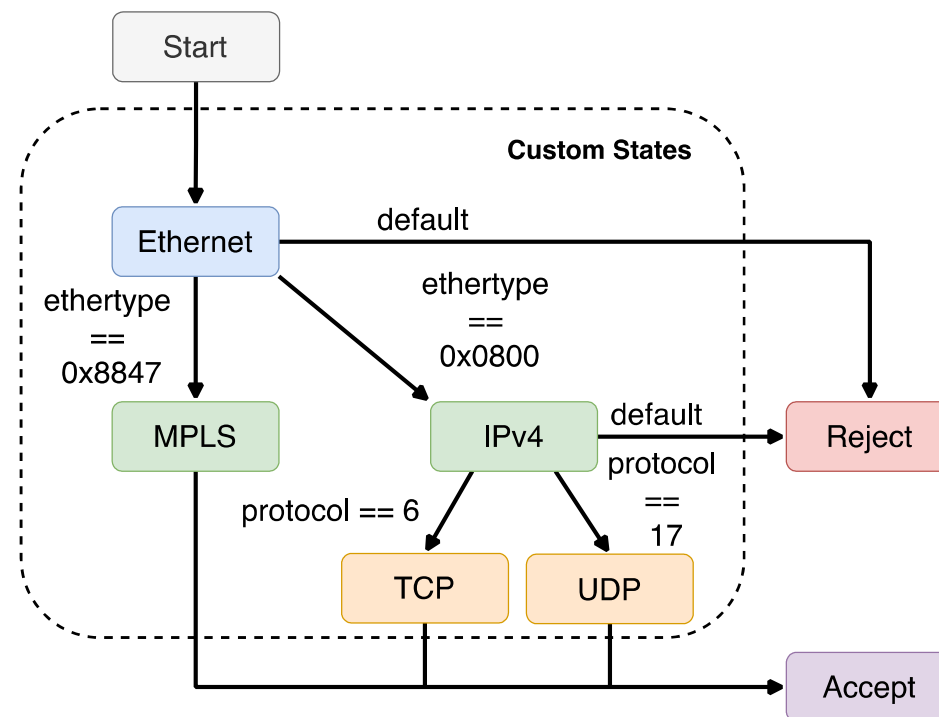 Start
Custom States
default
Ethernet
ethertype
==
0x8847
ethertype
==
0x0800
MPLS
IPv4
default
Reject
protocol == 6
protocol
==
17
TCP
UDP
Accept